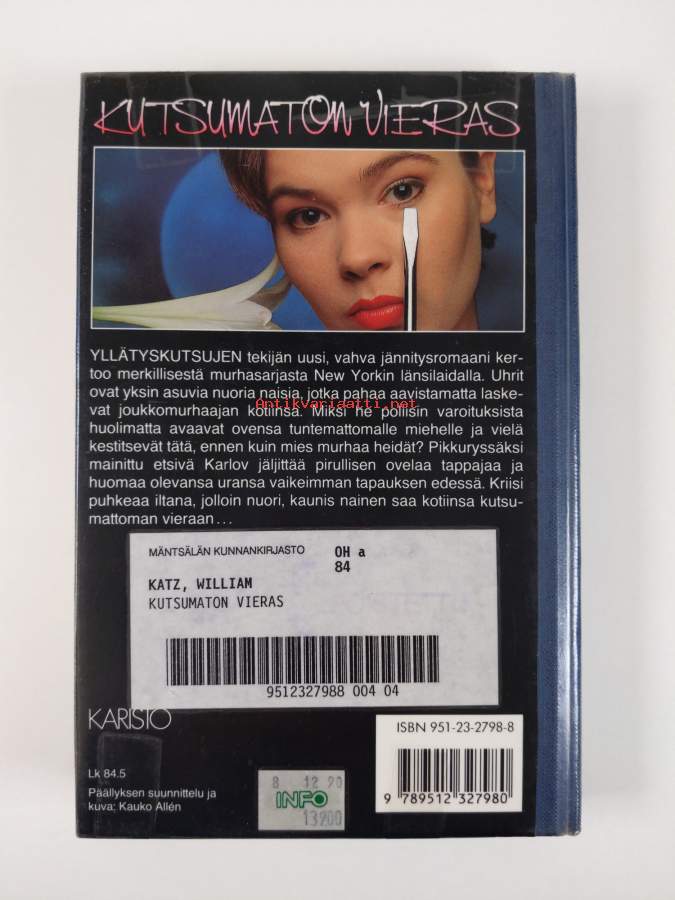 KUTSUMATON VIERAS
YLLÄTYSKUTSUJEN tekijän uusi, vahva jännitysromaani ker-
too merkillisestä murhasarjasta New Yorkin länsilaidalla. Uhrit
ovat yksin asuvia nuoria naisia, jotka pahaa aavistamatta laske-
vat joukkomurhaajan kotiinsa. Miksi he poliisin varoituksista
Antikvariaatti.net
huolimatta avaavat ovensa tuntemattomalle miehelle ja vielä
kestitsevät tätä, ennen kuin mies murhaa heidät? Pikkuryssäksi
mainittu etsivä Karlov jäljittää pirullisen ovelaa tappajaa ja
huomaa olevansa uransa vaikeimman tapauksen edessä. Kriisi
puhkeaa iltana, jolloin nuori, kaunis nainen saa kotiinsa kutsu-
mattoman vieraan...
MÄNTSÄLÄN KUNNANKIRJASTO
OH a
84
KATZ, WILLIAM
KUTSUMATON VIERAS
9512327988 004 04
KARISTO
ISBN 951-23-2798-8
9 789512 327980
Lk 84.5
Päällyksen suunnittelu ja
kuva: Kauko Allén
8 12 90
INFO
13200